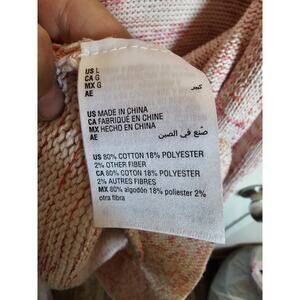 US L
CA G
MX G
AE كبير
US MADE IN CHINA
CA FABRIQUÉ EN CHINE
MX HECHO EN CHINA
AE صنع في الصين
US 80% COTTON 18% POLYESTER
2% OTHER FIBER
CA 80% COTON 18% POLYESTER
2% AUTRES FIBRES
MX 80% algodón 18% poliester 2%
otra fibra